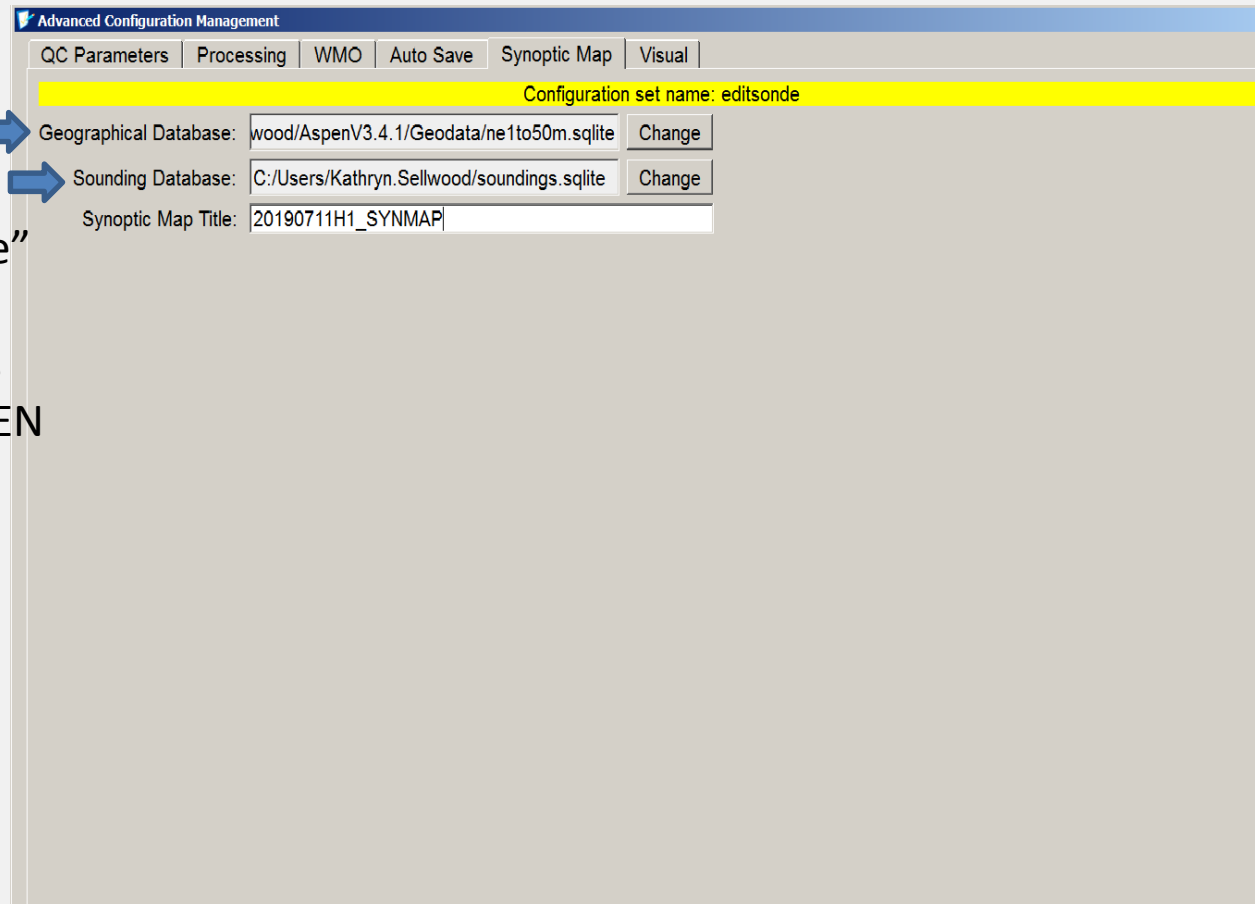 Advanced Configuration Management
QC Parameters Processing WMO Auto Save Synoptic Map Visual
Configuration set name: editsonde
Geographical Database: wood/AspenV3.4.1/Geodata/ne1to50m.sqlite Change
Sounding Database: C:/Users/Kathryn.Sellwood/soundings.sqlite Change
Synoptic Map Title: 20190711H1_SYNMAP
e”
EN